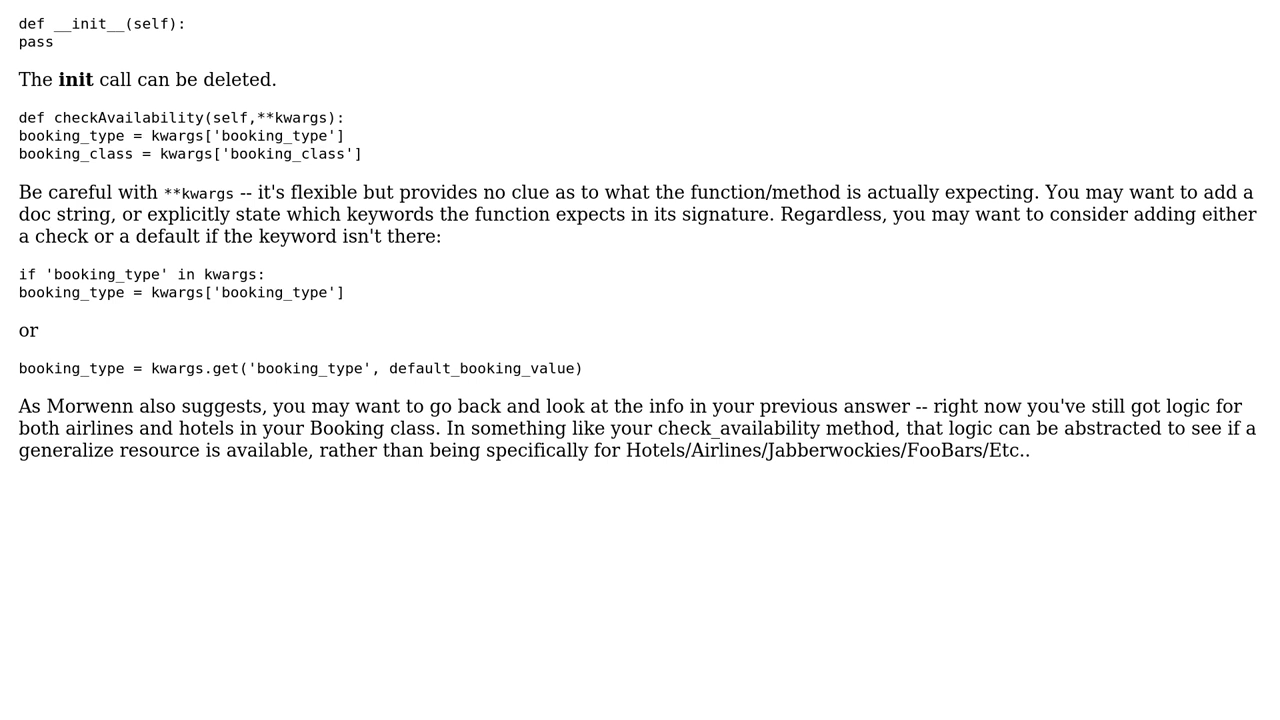 def __init__(self):
pass
The init call can be deleted.
def checkAvailability(self,**kwargs):
booking_type = kwargs['booking_type']
booking_class = kwargs['booking_class']
Be careful with **kwargs -- it's flexible but provides no clue as to what the function/method is actually expecting. You may want to add a
doc string, or explicitly state which keywords the function expects in its signature. Regardless, you may want to consider adding either
a check or a default if the keyword isn't there:
if 'booking_type' in kwargs:
booking_type = kwargs['booking_type']
or
booking_type = kwargs.get('booking_type', default_booking_value)
As Morwenn also suggests, you may want to go back and look at the info in your previous answer -- right now you've still got logic for
both airlines and hotels in your Booking class. In something like your check_availability method, that logic can be abstracted to see if a
generalize resource is available, rather than being specifically for Hotels/Airlines/Jabberwockies/FooBars/Etc..